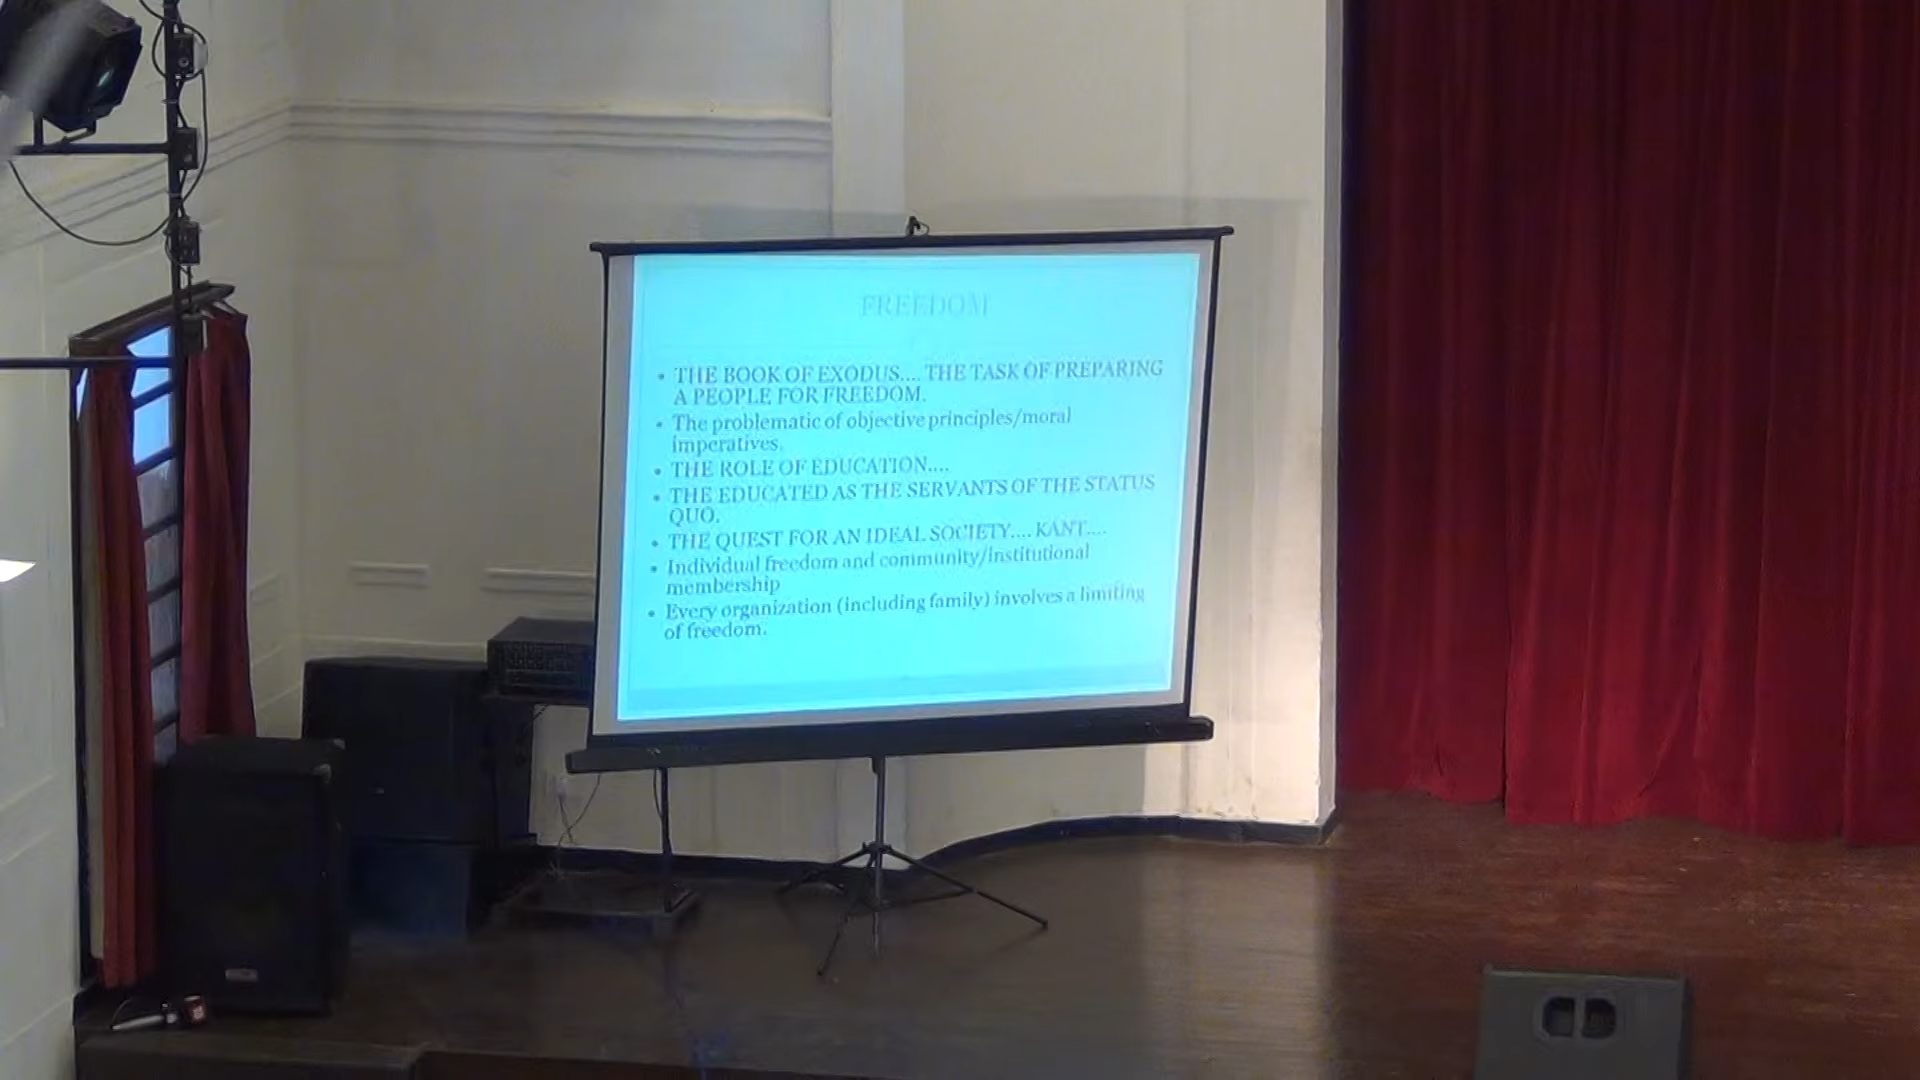 FREEDOM
THE BOOK OF EXODUS.... THE TASK OF PREPARING
A PEOPLE FOR FREEDOM.
The problematic of objective principles/moral
imperatives.
THE ROLE OF EDUCATION....
THE EDUCATED AS THE SERVANTS OF THE STATUS
QUO.
THE QUEST FOR AN IDEAL SOCIETY.... KANT....
Individual freedom and community/institutional
membership
Every organization (including family) involves a limiting
of freedom.